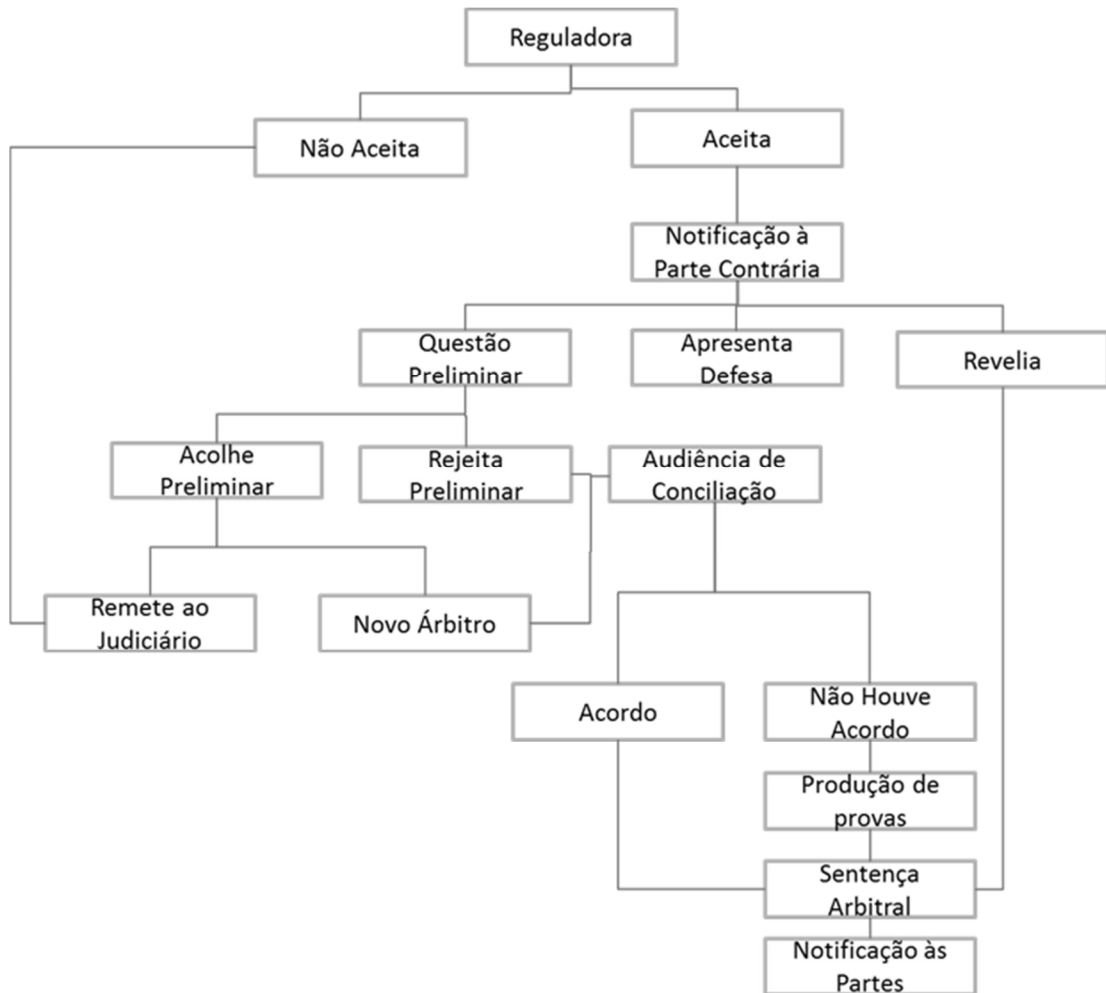 Reguladora
Não Aceita
Aceita
Notificação à
Parte Contrária
Questão
Preliminar
Apresenta
Defesa
Revelia
Acolhe
Preliminar
Rejeita
Preliminar
Audiência de
Conciliação
Remete ao
Judiciário
Novo Árbitro
Acordo
Não Houve
Acordo
Produção de
provas
Sentença
Arbitral
Notificação às
Partes